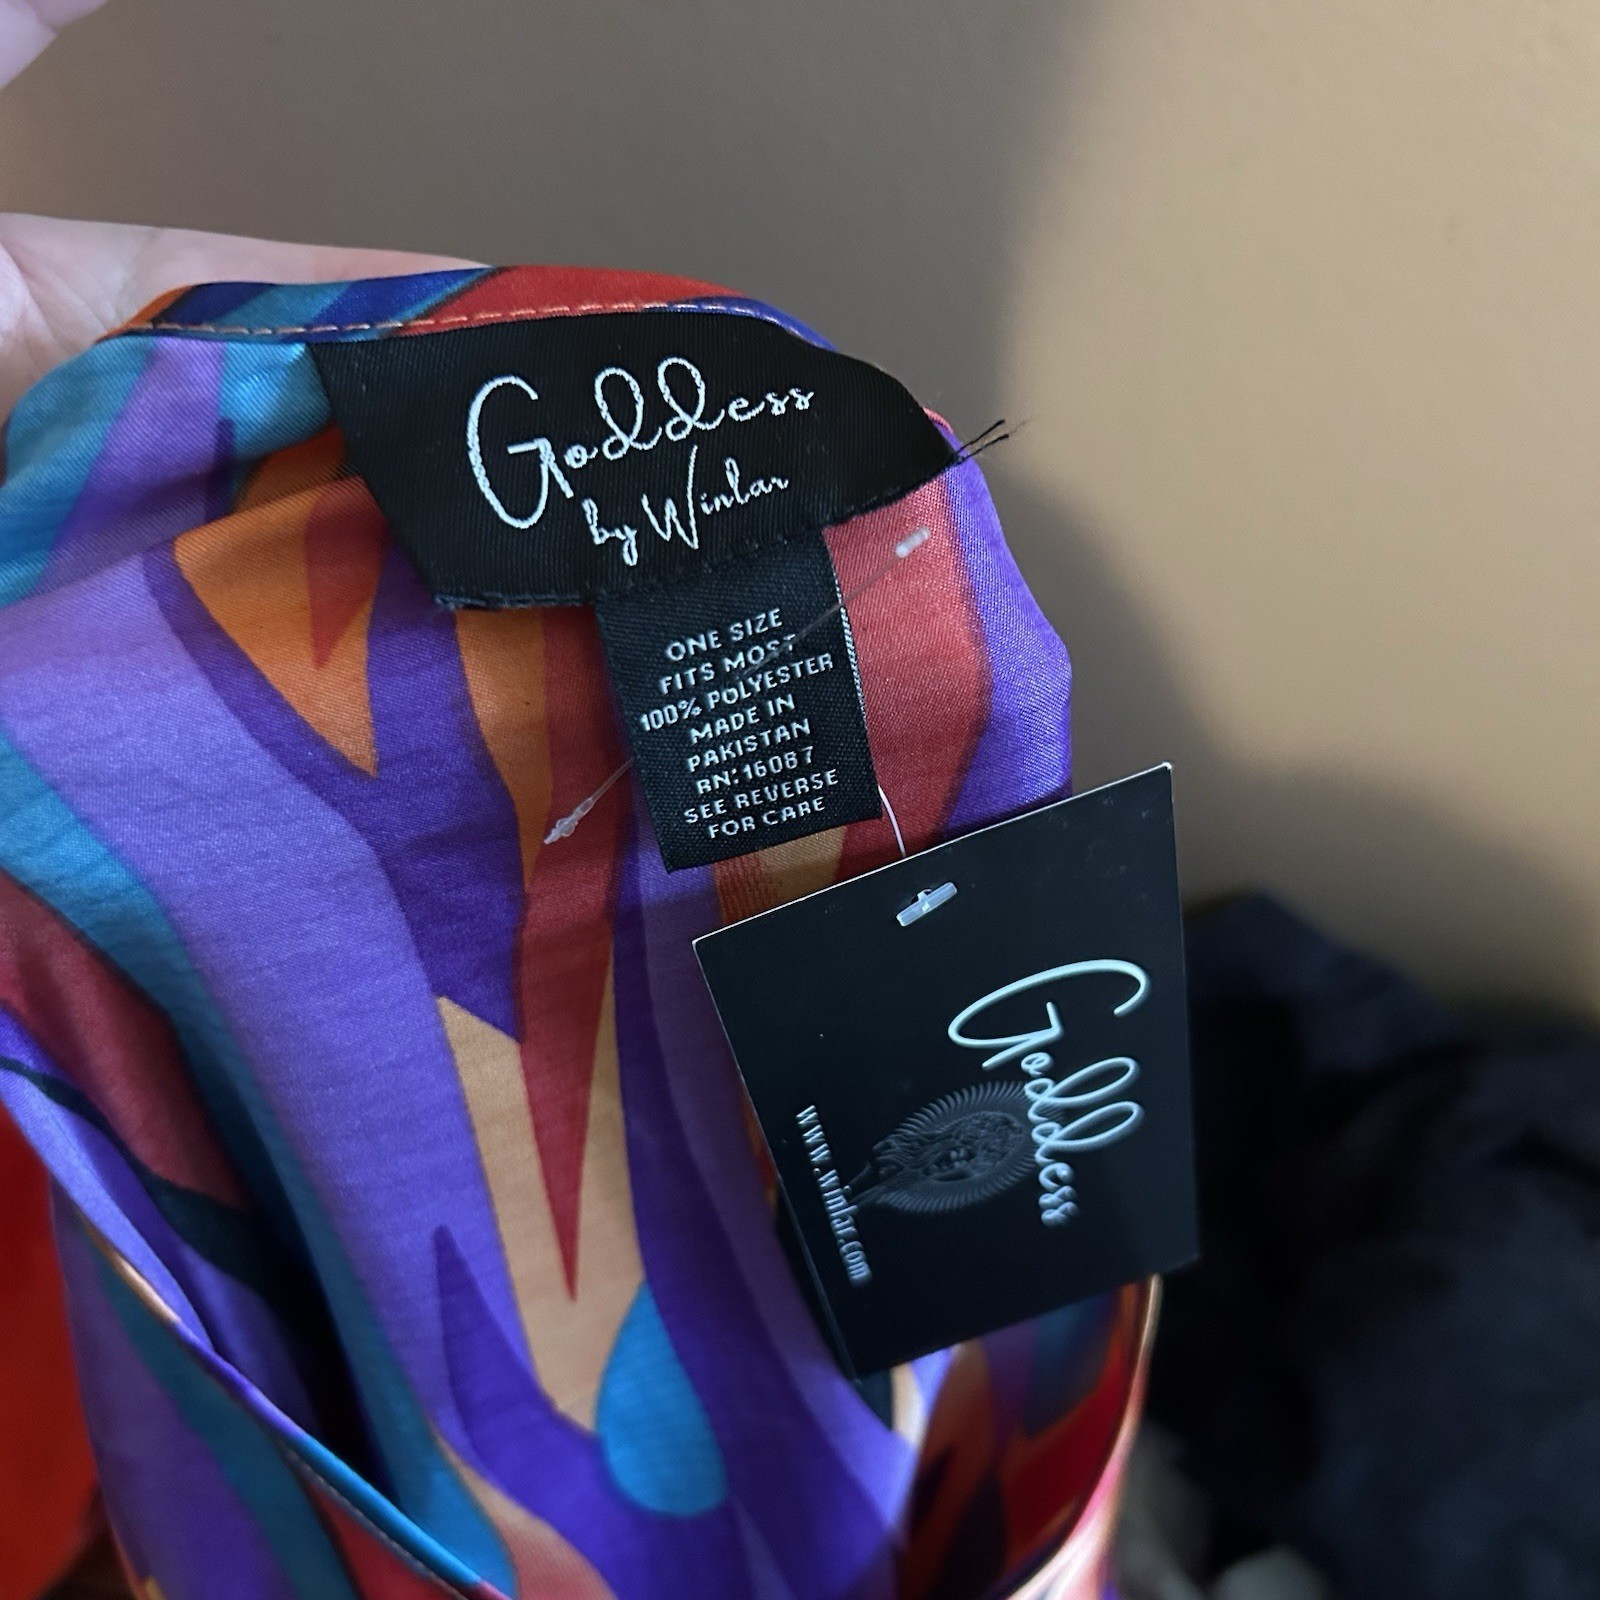 Goddess
by Winlar
ONE SIZE
FITS MOST
100% POLYESTER
MADE IN
PAKISTAN
RN:16087
SEE REVERSE
FOR CARE
Goddess
www.winlar.com